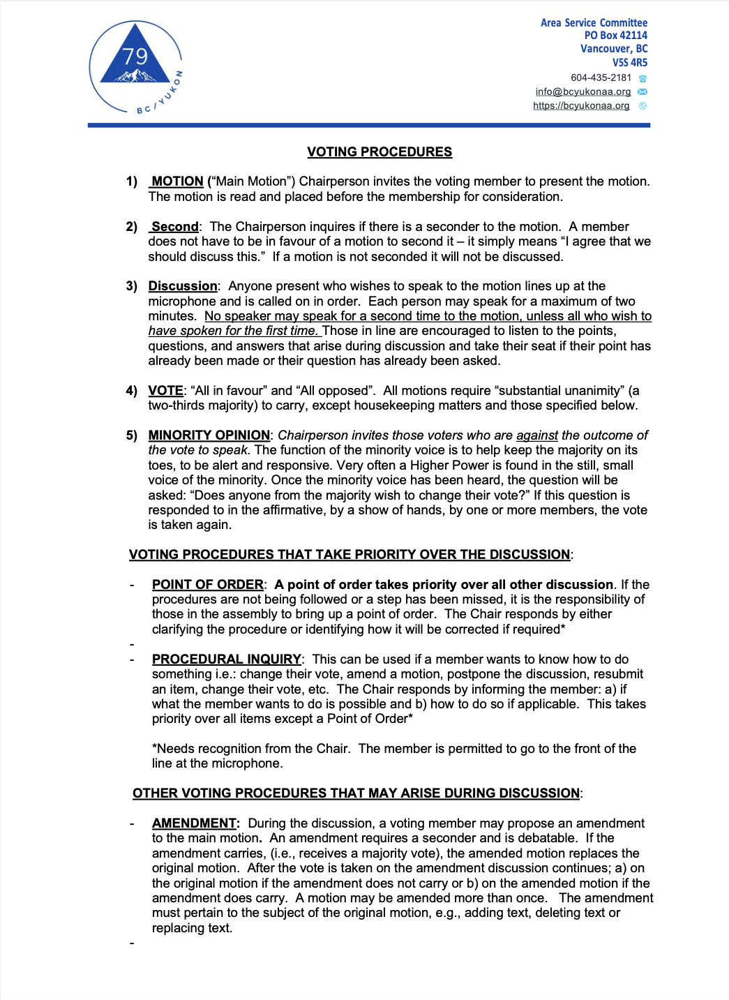 79
BC/YUKON
Area Service Committee
PO Box 42114
Vancouver, BC
V5S 4R5
604-435-2181
info@bcyukonaa.org
https://bcyukonaa.org
VOTING PROCEDURES
1) MOTION (“Main Motion”) Chairperson invites the voting member to present the motion.
The motion is read and placed before the membership for consideration.
2) Second: The Chairperson inquires if there is a seconder to the motion. A member
does not have to be in favour of a motion to second it – it simply means “I agree that we
should discuss this.” If a motion is not seconded it will not be discussed.
3) Discussion: Anyone present who wishes to speak to the motion lines up at the
microphone and is called on in order. Each person may speak for a maximum of two
minutes. No speaker may speak for a second time to the motion, unless all who wish to
have spoken for the first time. Those in line are encouraged to listen to the points,
questions, and answers that arise during discussion and take their seat if their point has
already been made or their question has already been asked.
4) VOTE: “All in favour” and “All opposed”. All motions require “substantial unanimity” (a
two-thirds majority) to carry, except housekeeping matters and those specified below.
5) MINORITY OPINION: Chairperson invites those voters who are against the outcome of
the vote to speak. The function of the minority voice is to help keep the majority on its
toes, to be alert and responsive. Very often a Higher Power is found in the still, small
voice of the minority. Once the minority voice has been heard, the question will be
asked: “Does anyone from the majority wish to change their vote?” If this question is
responded to in the affirmative, by a show of hands, by one or more members, the vote
is taken again.
VOTING PROCEDURES THAT TAKE PRIORITY OVER THE DISCUSSION:
- POINT OF ORDER: A point of order takes priority over all other discussion. If the
procedures are not being followed or a step has been missed, it is the responsibility of
those in the assembly to bring up a point of order. The Chair responds by either
clarifying the procedure or identifying how it will be corrected if required*
-
- PROCEDURAL INQUIRY: This can be used if a member wants to know how to do
something i.e.: change their vote, amend a motion, postpone the discussion, resubmit
an item, change their vote, etc. The Chair responds by informing the member: a) if
what the member wants to do is possible and b) how to do so if applicable. This takes
priority over all items except a Point of Order*
*Needs recognition from the Chair. The member is permitted to go to the front of the
line at the microphone.
OTHER VOTING PROCEDURES THAT MAY ARISE DURING DISCUSSION:
- AMENDMENT: During the discussion, a voting member may propose an amendment
to the main motion. An amendment requires a seconder and is debatable. If the
amendment carries, (i.e., receives a majority vote), the amended motion replaces the
original motion. After the vote is taken on the amendment discussion continues; a) on
the original motion if the amendment does not carry or b) on the amended motion if the
amendment does carry. A motion may be amended more than once. The amendment
must pertain to the subject of the original motion, e.g., adding text, deleting text or
replacing text.
-